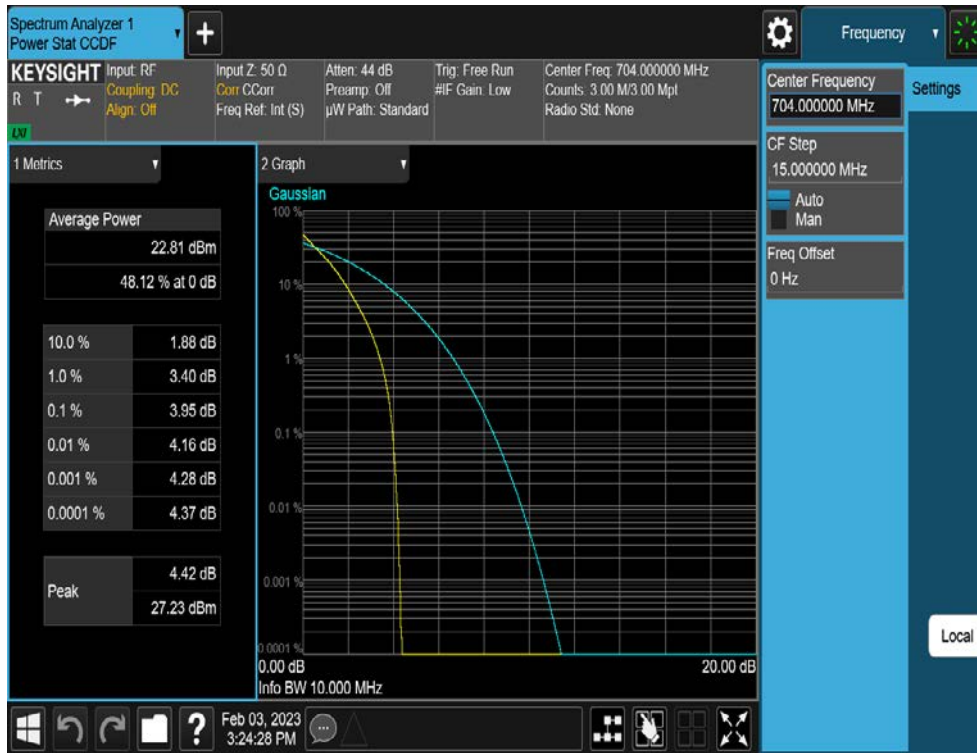 Spectrum Analyzer 1
Power Stat CCDF
+
Frequency
KEYSIGHT
R T
LXI
Input: RF
Coupling: DC
Align: Off
Input Z: 50 Ω
Corr CCorr
Freq Ref: Int (S)
Atten: 44 dB
Preamp: Off
µW Path: Standard
Trig: Free Run
#IF Gain: Low
Center Freq: 704.000000 MHz
Counts: 3.00 M/3.00 Mpt
Radio Std: None
Center Frequency
704.000000 MHz
Settings
CF Step
15.000000 MHz
Auto
Man
Freq Offset
0 Hz
Local
1 Metrics
Average Power
22.81 dBm
48.12 % at 0 dB
10.0 % 1.88 dB
1.0 % 3.40 dB
0.1 % 3.95 dB
0.01 % 4.16 dB
0.001 % 4.28 dB
0.0001 % 4.37 dB
Peak
4.42 dB
27.23 dBm
2 Graph
Gaussian
100 %
10 %
1 %
0.1 %
0.01 %
0.001 %
0.0001 %
0.00 dB 20.00 dB
Info BW 10.000 MHz
?
Feb 03, 2023
3:24:28 PM